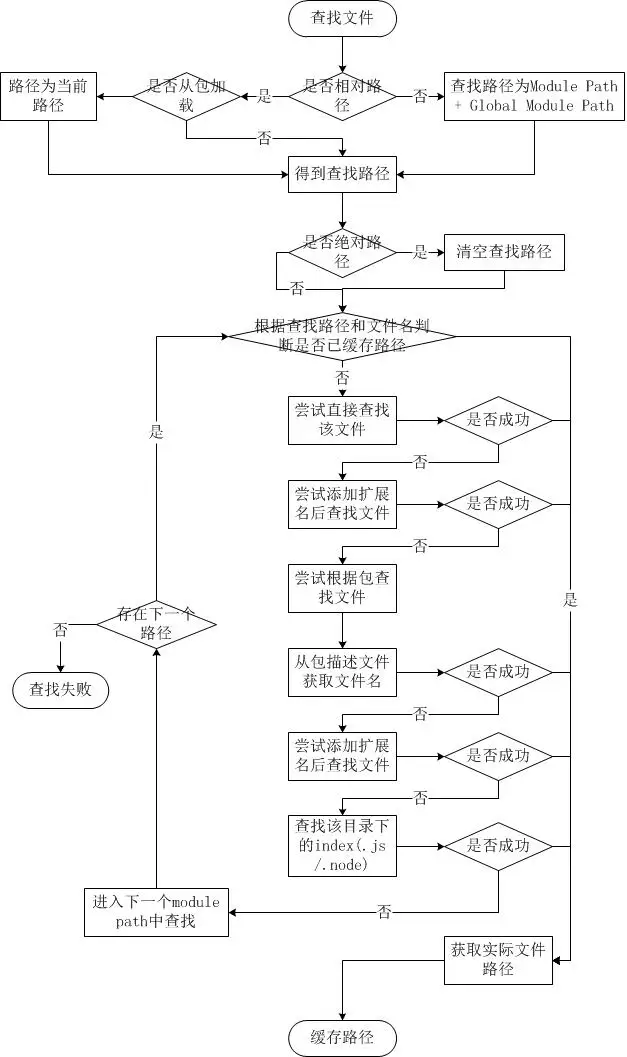 查找文件
路径为当前
路径
是否从包加
载
是
是否相对路
径
否
查找路径为Module Path
+ Global Module Path
否
得到查找路径
是否绝对路
径
是
清空查找路径
否
根据查找路径和文件名判
断是否已缓存路径
否
尝试直接查找
该文件
是否成功
是
否
尝试添加扩展
名后查找文件
是否成功
否
尝试根据包查
找文件
是
存在下一个
路径
否
查找失败
从包描述文件
获取文件名
是否成功
否
尝试添加扩展
名后查找文件
是否成功
否
查找该目录下
的index(.js
/.node)
是否成功
否
进入下一个module
path中查找
获取实际文件
路径
缓存路径